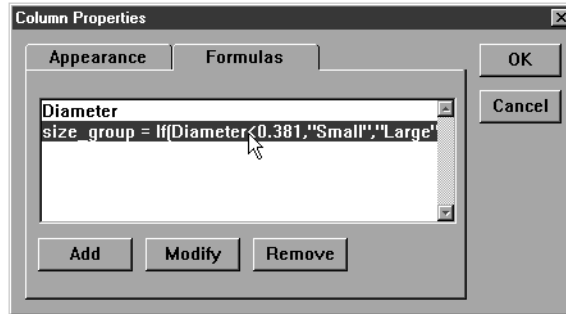 Column Properties
Appearance
Formulas
OK
Cancel
Diameter
size_group = If(Diameter<0.381,"Small","Large"
Add
Modify
Remove